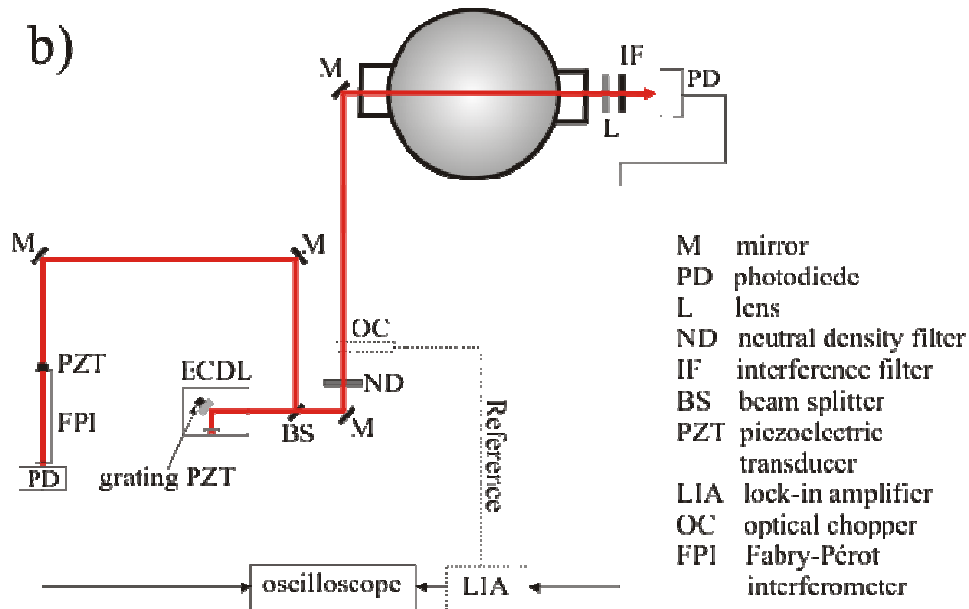 b)
M
IF
PD
L
M
M
OC
PZT
ECDL
ND
FPI
BS
M
PD
grating PZT
Reference
oscilloscope
LIA
M mirror
PD photodiede
L lens
ND neutral density filter
IF interference filter
BS beam splitter
PZT piezoelectric
transducer
LIA lock-in amplifier
OC optical chopper
FPI Fabry-Pérot
interferometer